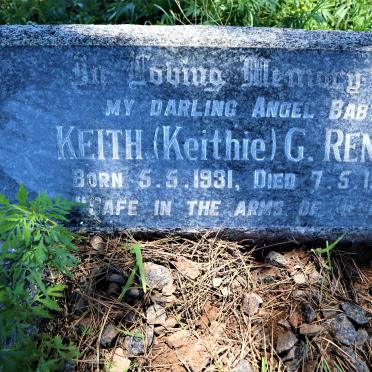 In Loving Memory
MY DARLING ANGEL BAB
KEITH (Keithie) G. REN
BORN 5.5.1931, DIED 7.5.1
SAFE IN THE ARMS OF